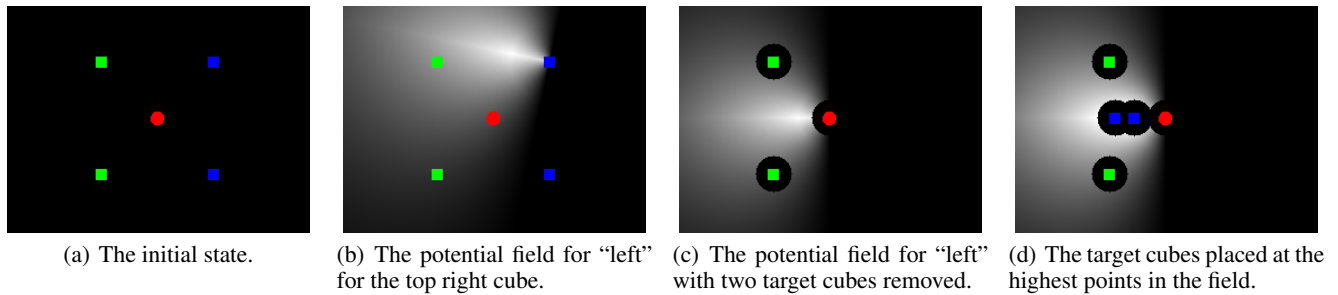 (a) The initial state.
(b) The potential field for “left”
for the top right cube.
(c) The potential field for “left”
with two target cubes removed.
(d) The target cubes placed at the
highest points in the field.